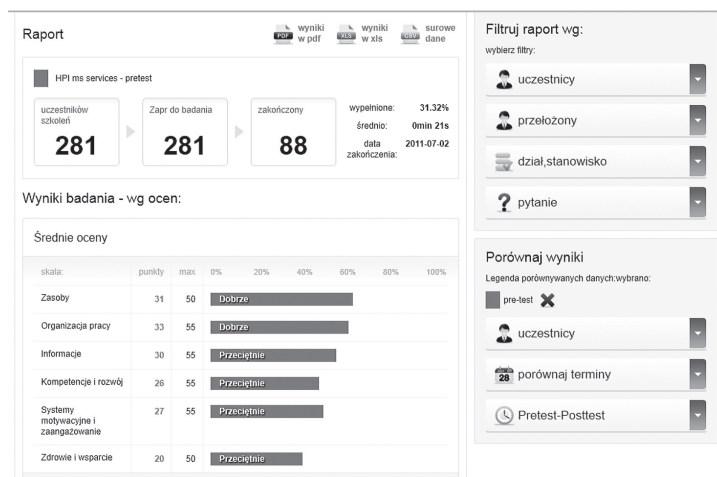 Raport
PDF
wyniki
w pdf
XLS
wyniki
w xls
CSV
surowe
dane
HPI ms services - pretest
uczestników
szkoleń
281
Zapr do badania
281
zakończony
88
wypełnione: 31.32%
średnio: 0min 21s
data 2011-07-02
zakończenia:
Wyniki badania - wg ocen:
Średnie oceny
skala: punkty max 0% 20% 40% 60% 80% 100%
Zasoby 31 50 Dobrze
Organizacja pracy 33 55 Dobrze
Informacje 30 55 Przeciętnie
Kompetencje i rozwój 26 55 Przeciętnie
Systemy 27 55 Przeciętnie
motywacyjne i
zaangażowanie
Zdrowie i wsparcie 20 50 Przeciętnie
Filtruj raport wg:
wybierz filtry:
uczestnicy
przełożony
dział,stanowisko
? pytanie
Porównaj wyniki
Legenda porównywanych danych:wybrano:
pre-test
uczestnicy
28 porównaj terminy
Pretest-Posttest